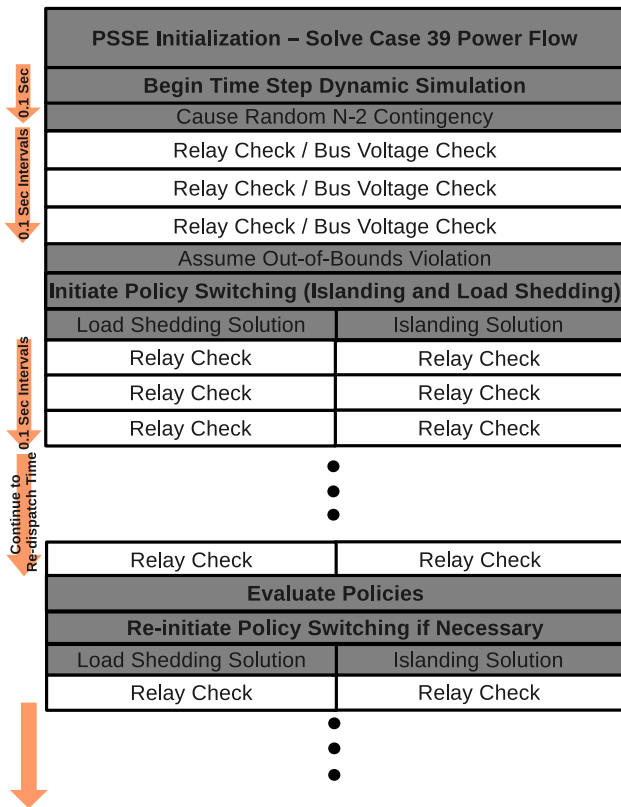 PSSE Initialization – Solve Case 39 Power Flow
0.1 Sec
Begin Time Step Dynamic Simulation
Cause Random N-2 Contingency
0.1 Sec Intervals
Relay Check / Bus Voltage Check
Relay Check / Bus Voltage Check
Relay Check / Bus Voltage Check
Assume Out-of-Bounds Violation
Initiate Policy Switching (Islanding and Load Shedding)
Load Shedding Solution Islanding Solution
0.1 Sec Intervals
Relay Check Relay Check
Relay Check Relay Check
Relay Check Relay Check
Continue to
Re-dispatch Time
Relay Check Relay Check
Evaluate Policies
Re-initiate Policy Switching if Necessary
Load Shedding Solution Islanding Solution
Relay Check Relay Check